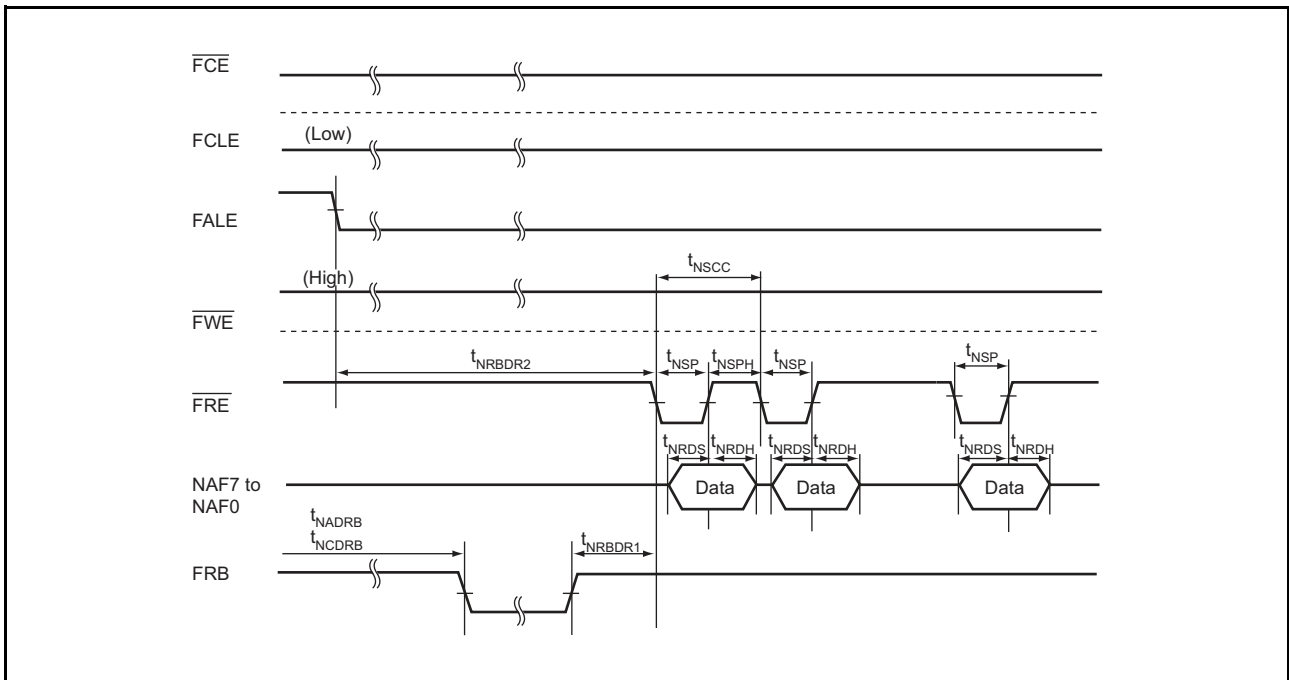 FCE
FCLE
(Low)
FALE
(High)
tNSCC
FWE
tNRBDR2
tNSP
tNSPH
tNSP
tNSP
FRE
tNRDS
tNRDH
tNRDS
tNRDH
tNRDS
tNRDH
NAF7 to
NAF0
Data
Data
Data
tNADRB
tNCDRB
tNRBDR1
FRB